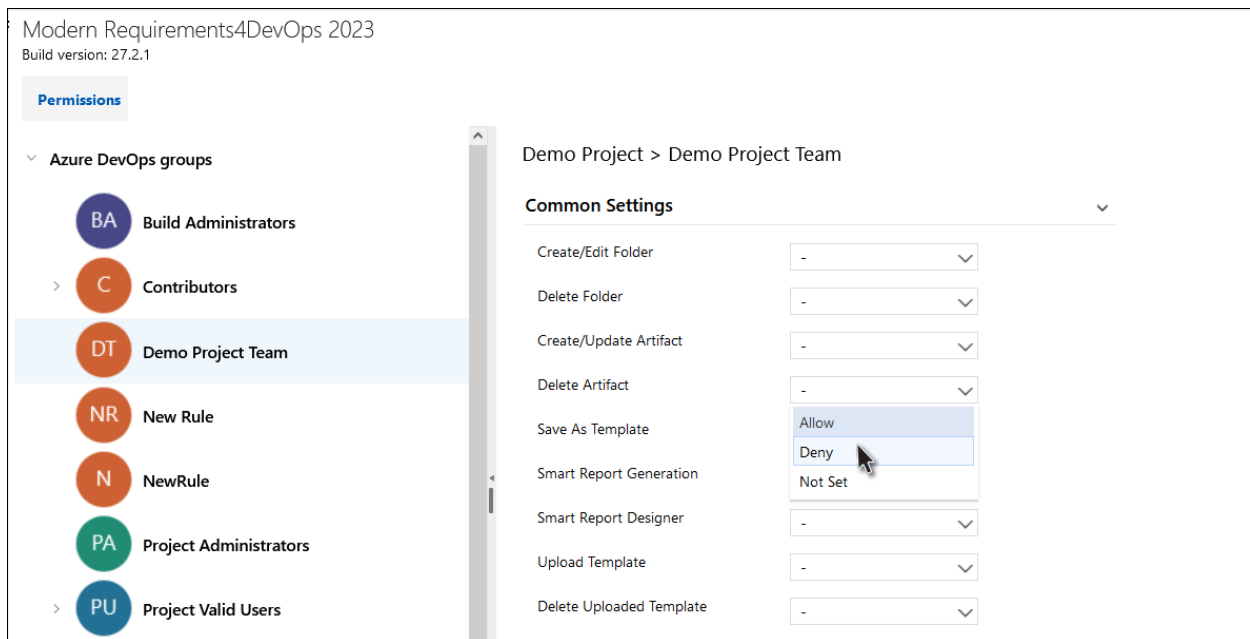 Modern Requirements4DevOps 2023
Build version: 27.2.1
Permissions
Azure DevOps groups
BA Build Administrators
C Contributors
DT Demo Project Team
NR New Rule
N NewRule
PA Project Administrators
PU Project Valid Users
Demo Project > Demo Project Team
Common Settings
Create/Edit Folder -
Delete Folder -
Create/Update Artifact -
Delete Artifact -
Allow
Save As Template
Deny
Smart Report Generation
Not Set
Smart Report Designer -
Upload Template -
Delete Uploaded Template -